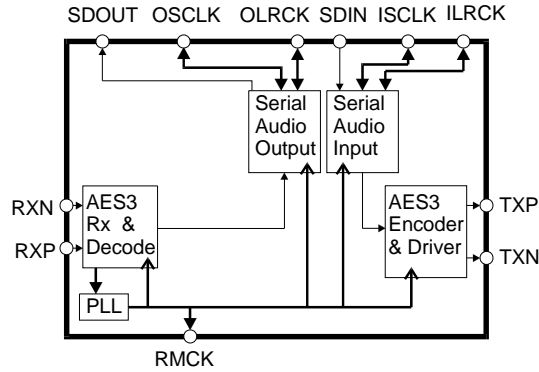 SDOUT OSCLK OLRCK SDIN ISCLK ILRCK
Serial
Audio
Output
Serial
Audio
Input
RXN
RXP
AES3
Rx &
Decode
AES3
Encoder
& Driver
TXP
TXN
PLL
RMCK